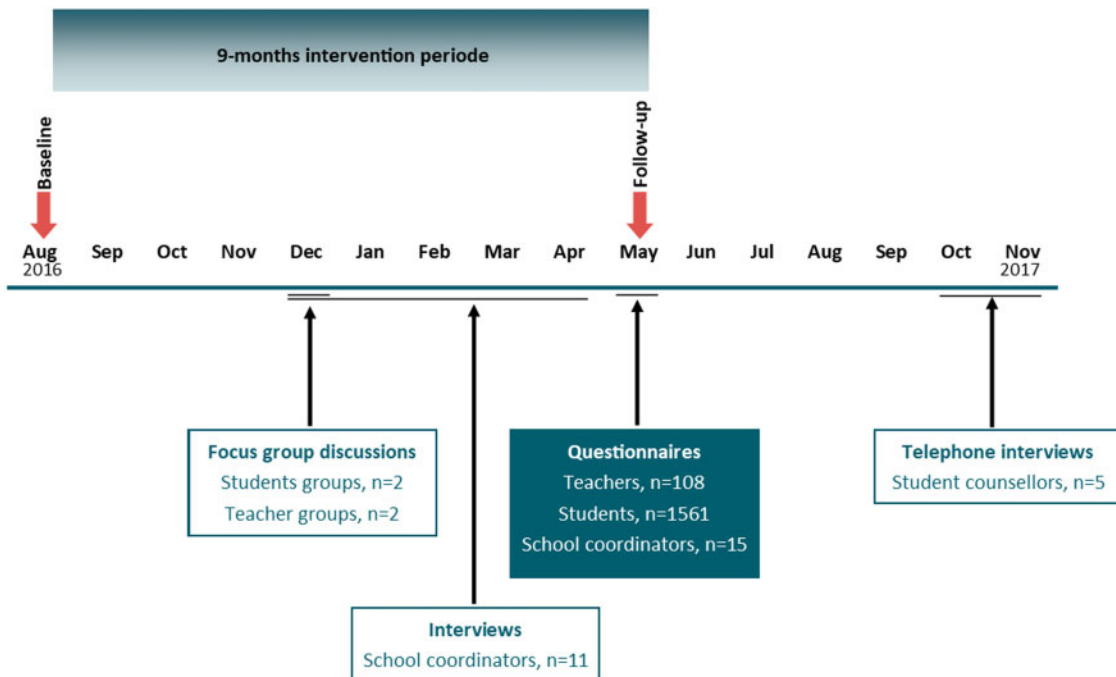 9-months intervention periode
Baseline
Follow-up
Aug Sep Oct Nov Dec Jan Feb Mar Apr May Jun Jul Aug Sep Oct Nov
2016 2017
Focus group discussions
Students groups, n=2
Teacher groups, n=2
Questionnaires
Teachers, n=108
Students, n=1561
School coordinators, n=15
Telephone interviews
Student counsellors, n=5
Interviews
School coordinators, n=11